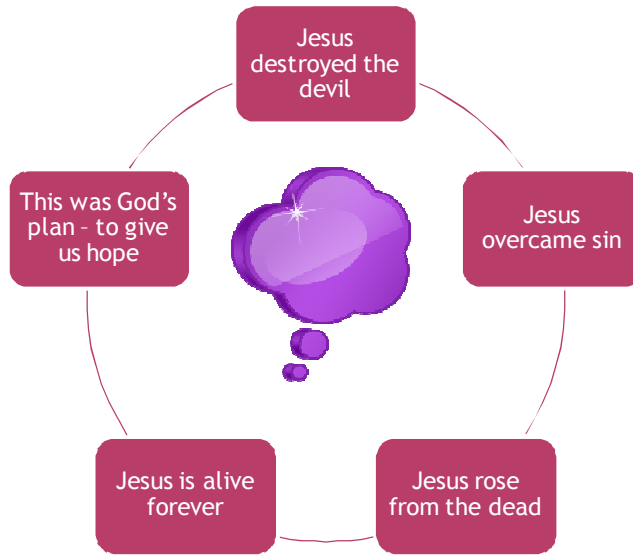 Jesus
destroyed the
devil
Jesus
overcame sin
Jesus rose
from the dead
Jesus is alive
forever
This was God’s
plan – to give
us hope